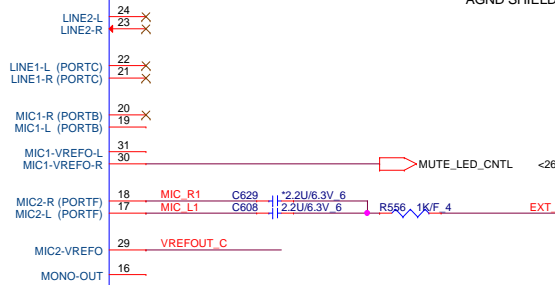 AGND SHIELD
LINE2-L 24
LINE2-R 23
LINE1-L (PORTC) 22
LINE1-R (PORTC) 21
MIC1-R (PORTB) 20
MIC1-L (PORTB) 19
MIC1-VREFO-L 31
MIC1-VREFO-R 30 MUTE_LED_CNTL <26
MIC2-R (PORTF) 18 MIC_R1 C629 *2.2U/6.3V_6
MIC2-L (PORTF) 17 MIC_L1 C608 2.2U/6.3V_6 R556 1K/F_4 EXT_
MIC2-VREFO 29 VREFOUT_C
MONO-OUT 16